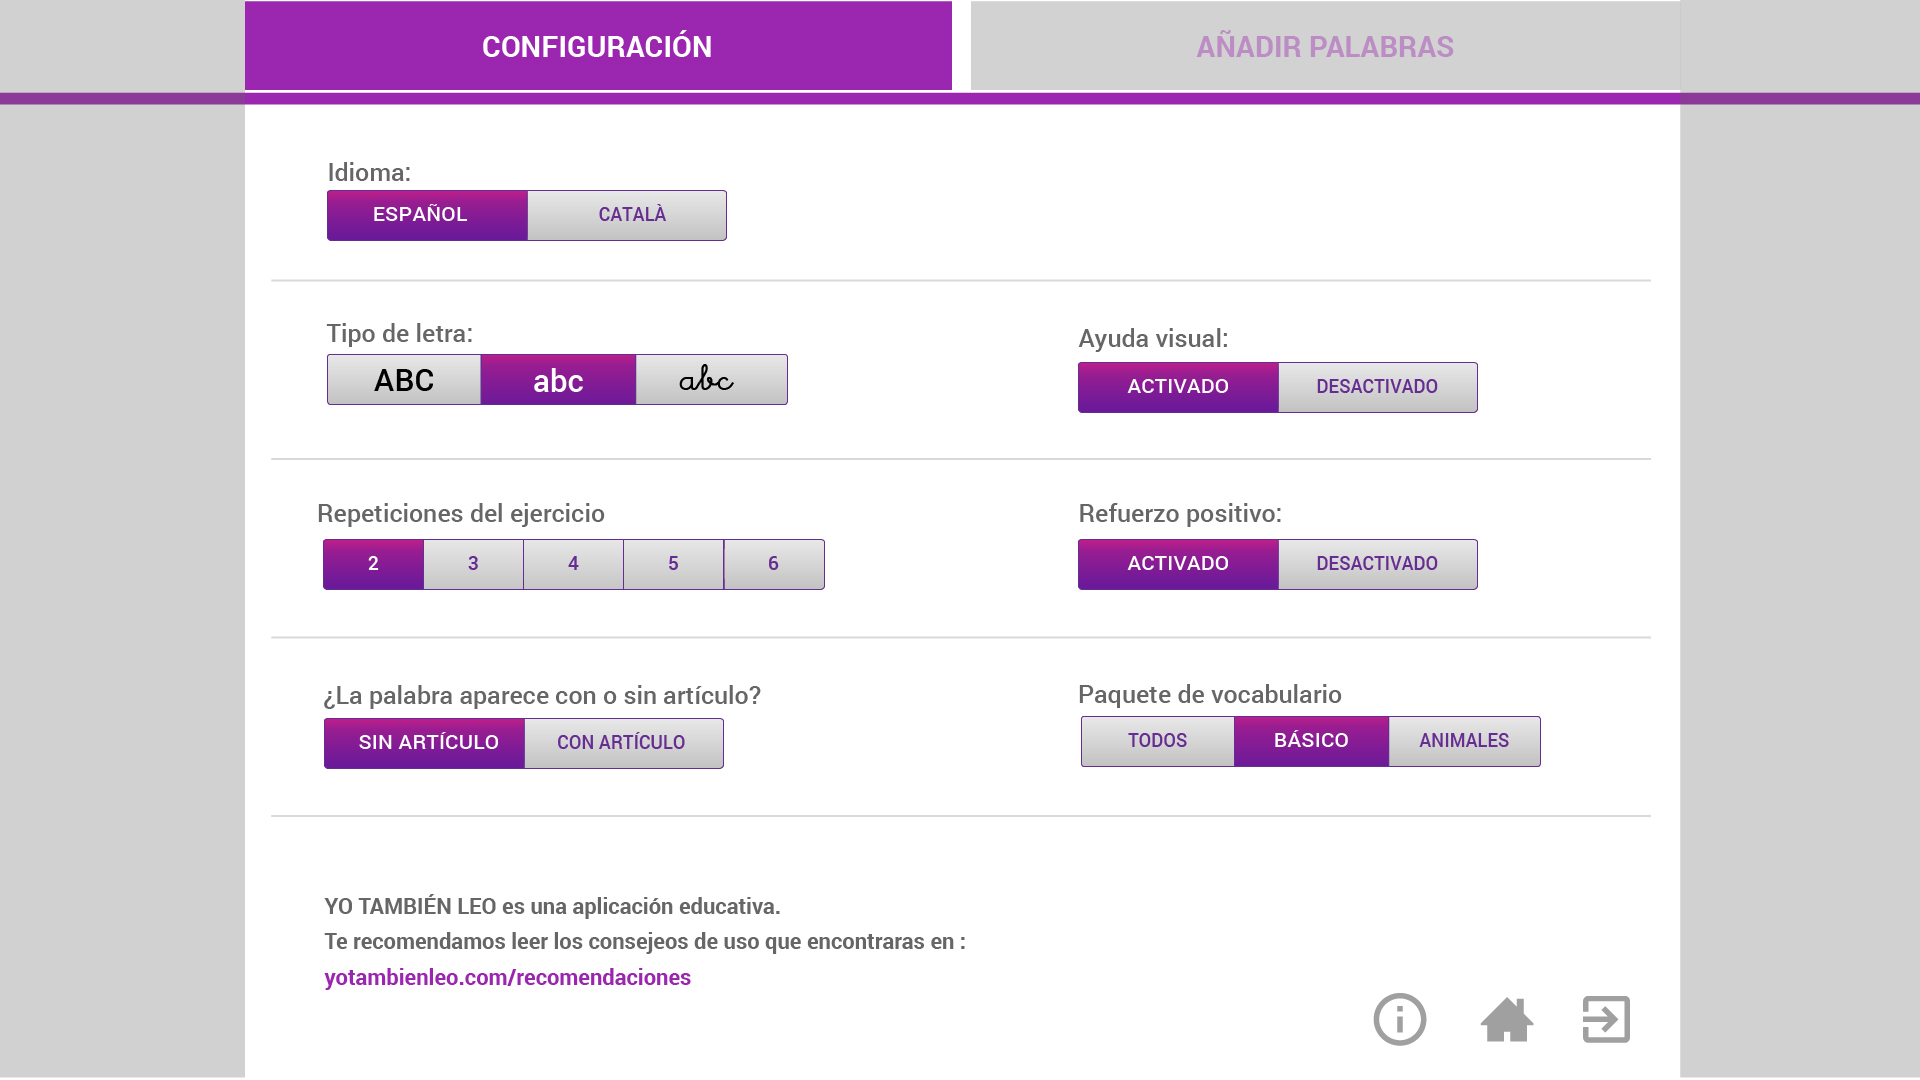 CONFIGURACIÓN
AÑADIR PALABRAS
Idioma:
ESPAÑOL
CATALÀ
Tipo de letra:
ABC
abc
abc
Ayuda visual:
ACTIVADO
DESACTIVADO
Repeticiones del ejercicio
2
3
4
5
6
Refuerzo positivo:
ACTIVADO
DESACTIVADO
¿La palabra aparece con o sin artículo?
SIN ARTÍCULO
CON ARTÍCULO
Paquete de vocabulario
TODOS
BÁSICO
ANIMALES
YO TAMBIÉN LEO es una aplicación educativa.
Te recomendamos leer los consejeos de uso que encontraras en :
yotambienleo.com/recomendaciones